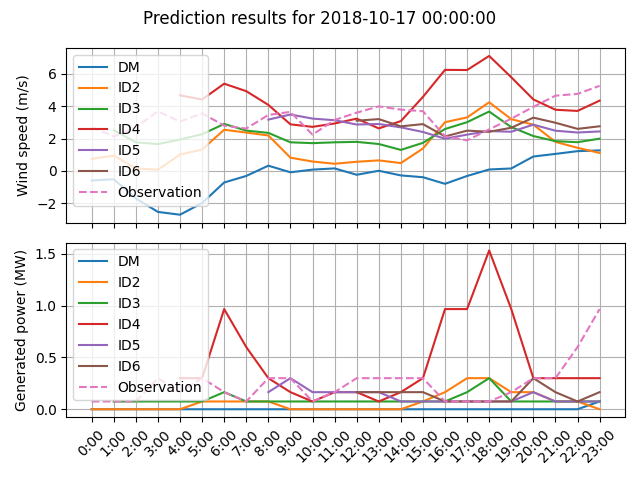 Prediction results for 2018-10-17 00:00:00
Wind speed (m/s)
6
4
2
0
−2
DM
ID2
ID3
ID4
ID5
ID6
Observation
Generated power (MW)
1.5
1.0
0.5
0.0
DM
ID2
ID3
ID4
ID5
ID6
Observation
0:00
1:00
2:00
3:00
4:00
5:00
6:00
7:00
8:00
9:00
10:00
11:00
12:00
13:00
14:00
15:00
16:00
17:00
18:00
19:00
20:00
21:00
22:00
23:00